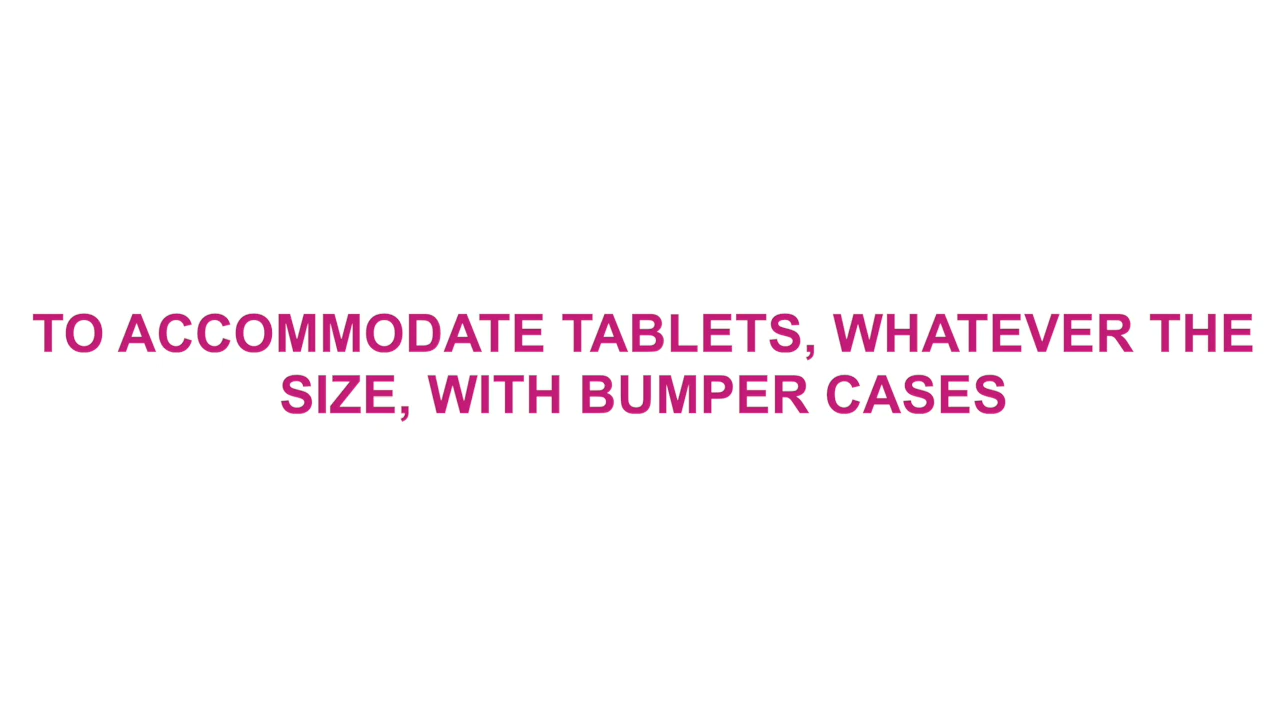 TO ACCOMMODATE TABLETS, WHATEVER THE
SIZE, WITH BUMPER CASES